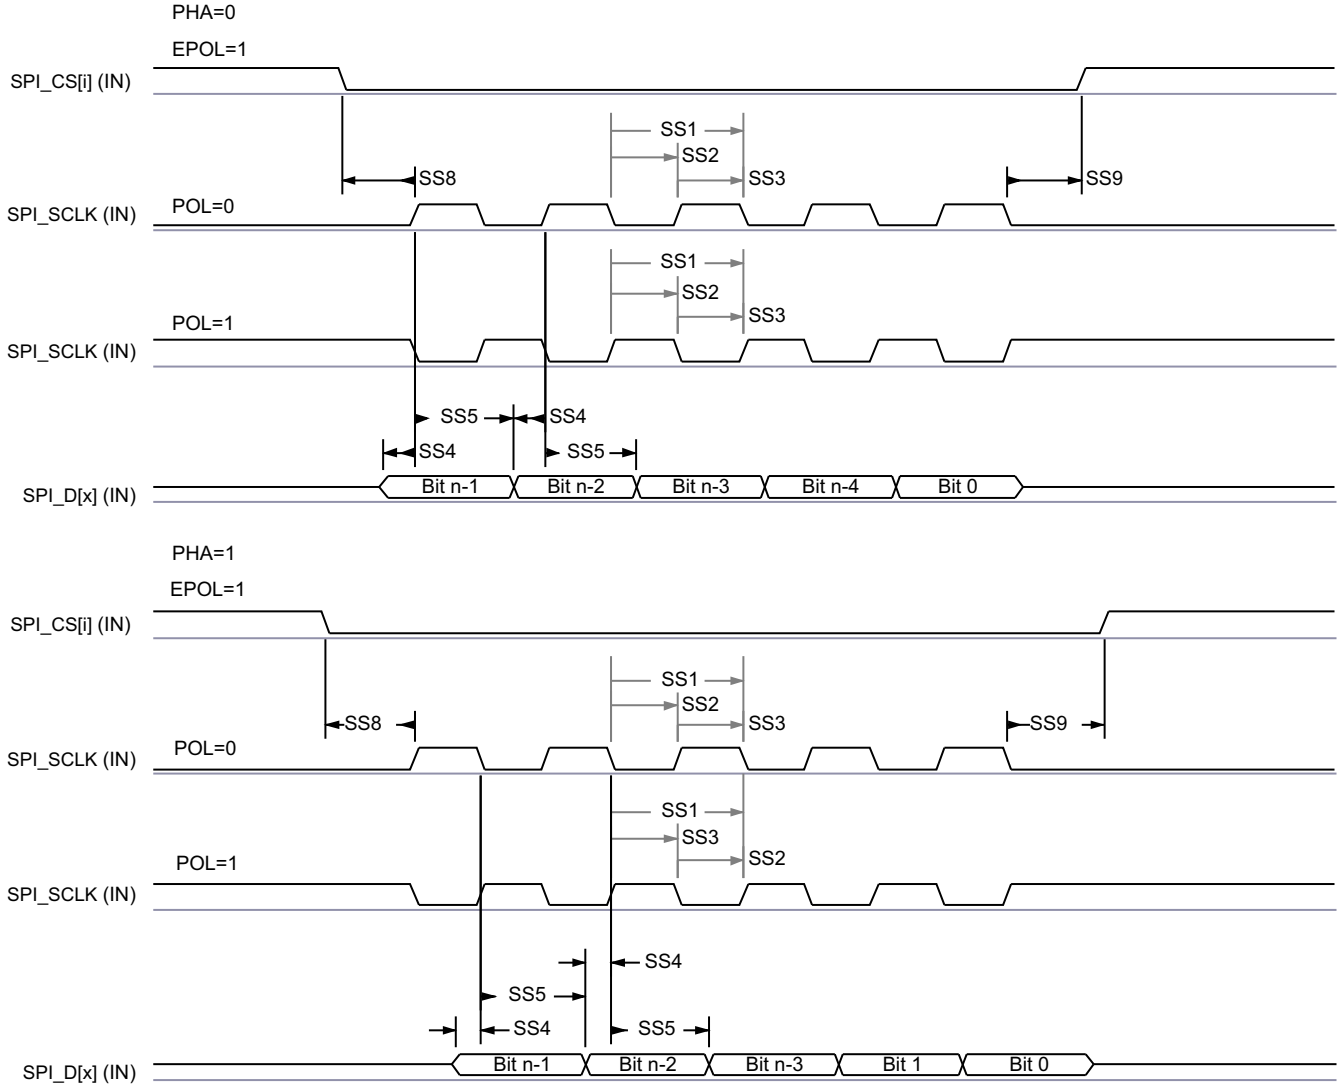 PHA=0
EPOL=1
SPI_CS[i] (IN)
SS1
SS2
SS8
SS3
SS9
POL=0
SPI_SCLK (IN)
SS1
SS2
SS3
POL=1
SPI_SCLK (IN)
SS5
SS4
SS4
SS5
SPI_D[x] (IN)
Bit n-1
Bit n-2
Bit n-3
Bit n-4
Bit 0
PHA=1
EPOL=1
SPI_CS[i] (IN)
SS1
SS2
SS8
SS3
SS9
POL=0
SPI_SCLK (IN)
SS1
SS3
SS2
POL=1
SPI_SCLK (IN)
SS4
SS5
SS4
SS5
SPI_D[x] (IN)
Bit n-1
Bit n-2
Bit n-3
Bit 1
Bit 0